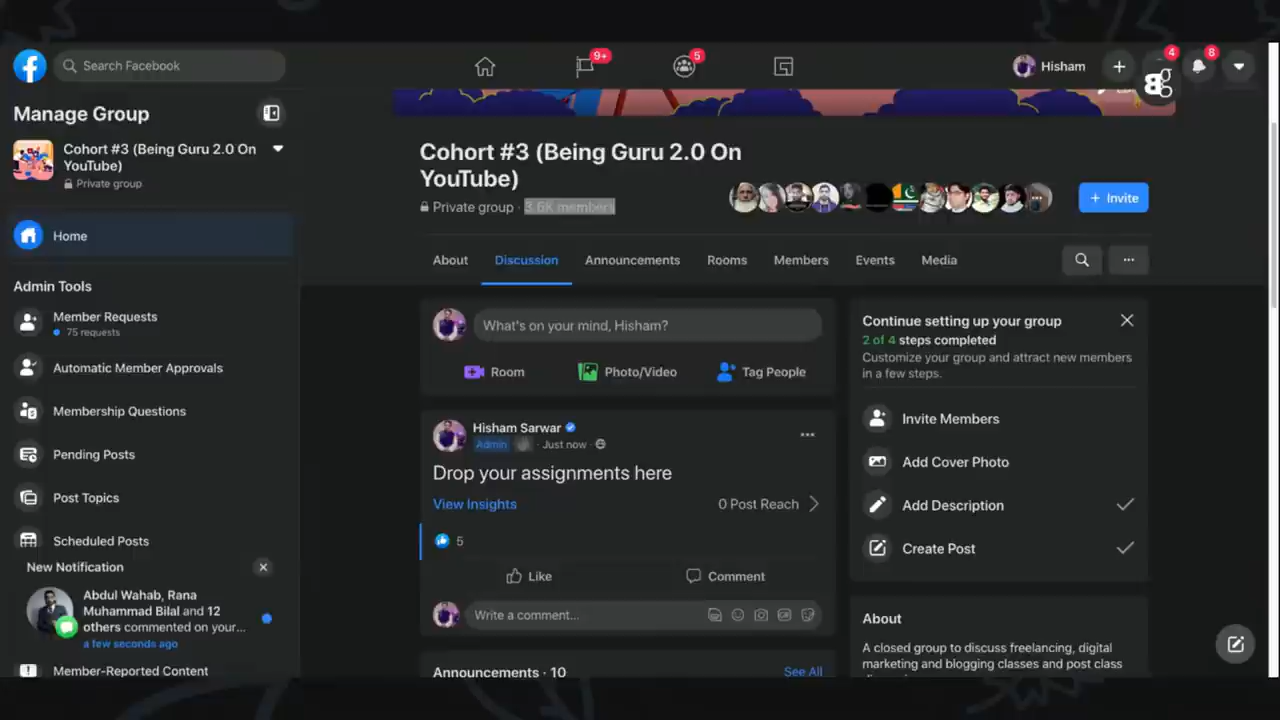 Search Facebook
9+
5
Hisham
4
8
Manage Group
Cohort #3 (Being Guru 2.0 On
YouTube)
Private group
Home
Admin Tools
Member Requests
75 requests
Automatic Member Approvals
Membership Questions
Pending Posts
Post Topics
Scheduled Posts
New Notification
Abdul Wahab, Rana
Muhammad Bilal and 12
others commented on your...
a few seconds ago
Member-Reported Content
Cohort #3 (Being Guru 2.0 On
YouTube)
Private group · 3.6K members
+ Invite
About
Discussion
Announcements
Rooms
Members
Events
Media
What's on your mind, Hisham?
Room
Photo/Video
Tag People
Hisham Sarwar
Admin · Just now ·
Drop your assignments here
View Insights
0 Post Reach
5
Like
Comment
Write a comment...
GIF
Announcements · 10
See All
Continue setting up your group
2 of 4 steps completed
Customize your group and attract new members
in a few steps.
Invite Members
Add Cover Photo
Add Description
Create Post
About
A closed group to discuss freelancing, digital
marketing and blogging classes and post class